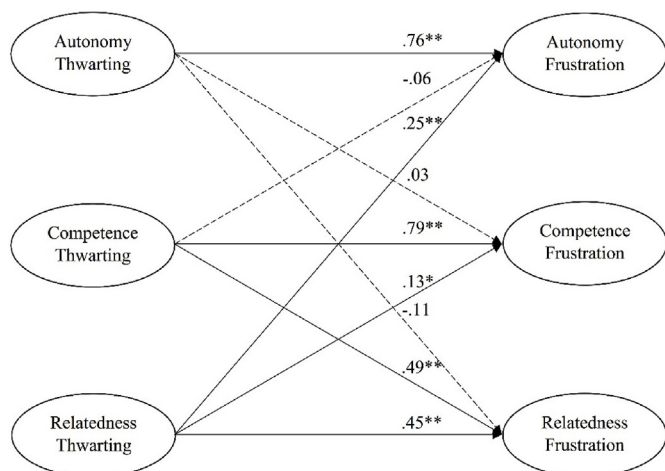 Autonomy
Thwarting
.76**
Autonomy
Frustration
-.06
.25**
.03
Competence
Thwarting
.79**
Competence
Frustration
.13*
-.11
.49**
Relatedness
Thwarting
.45**
Relatedness
Frustration